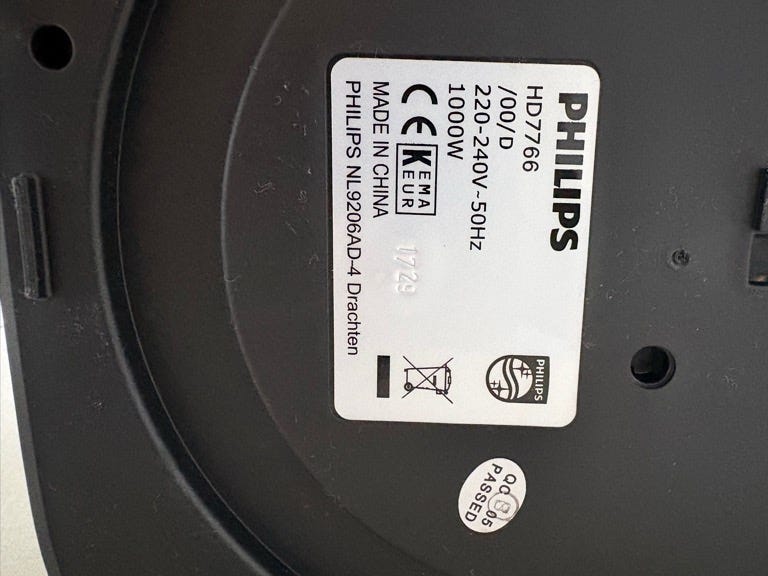 PHILIPS
HD7766
/00/D
220-240V~50Hz
1000W
CE KEMA
KEUR
MADE IN CHINA
PHILIPS NL9206AD-4 Drachten
1729
PHILIPS
QC 05
PASSED